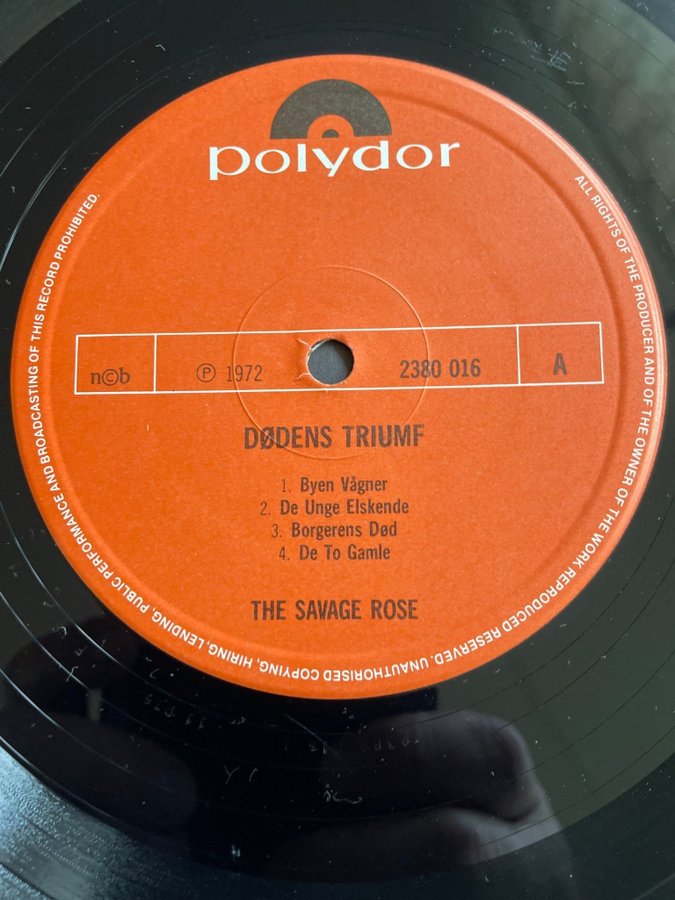 polydor
n©b
℗ 1972
2380 016
A
DØDENS TRIUMF
1. Byen Vågner
2. De Unge Elskende
3. Borgerens Død
4. De To Gamle
THE SAVAGE ROSE
ALL RIGHTS OF THE PRODUCER AND OF THE OWNER OF THE WORK REPRODUCED RESERVED. UNAUTHORISED COPYING, HIRING, LENDING, PUBLIC PERFORMANCE AND BROADCASTING OF THIS RECORD PROHIBITED.